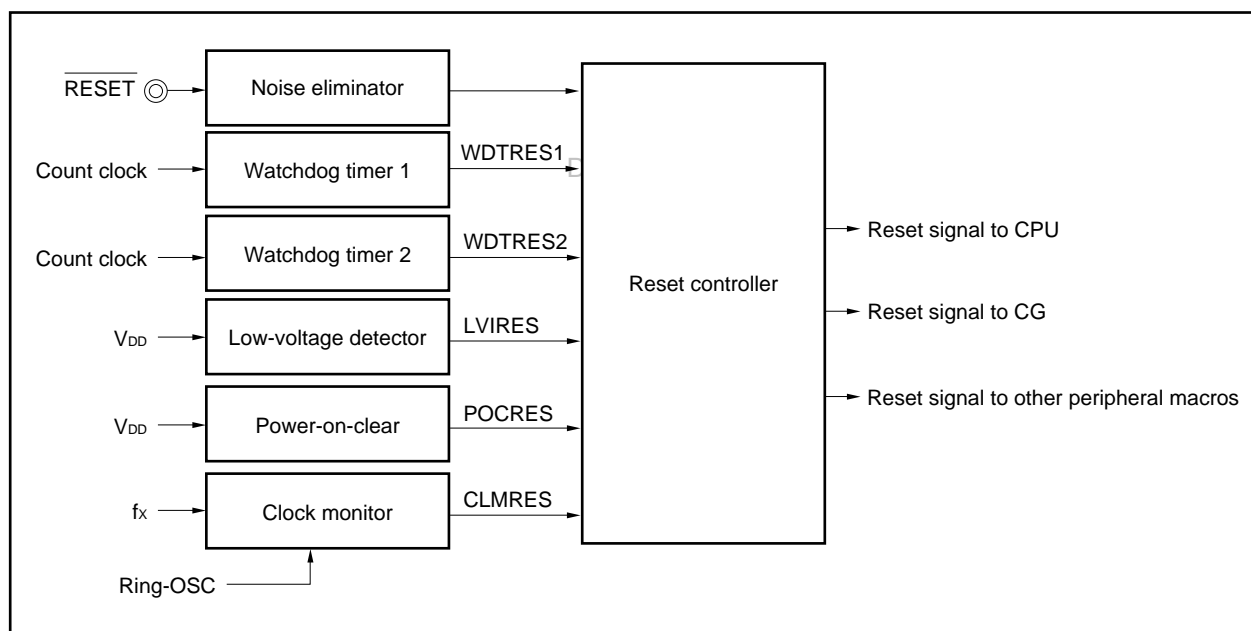 RESET
Noise eliminator
Count clock
Watchdog timer 1
WDTRES1
D
Count clock
Watchdog timer 2
WDTRES2
VDD
Low-voltage detector
LVIRES
VDD
Power-on-clear
POCRES
fX
Clock monitor
CLMRES
Ring-OSC
Reset controller
Reset signal to CPU
Reset signal to CG
Reset signal to other peripheral macros